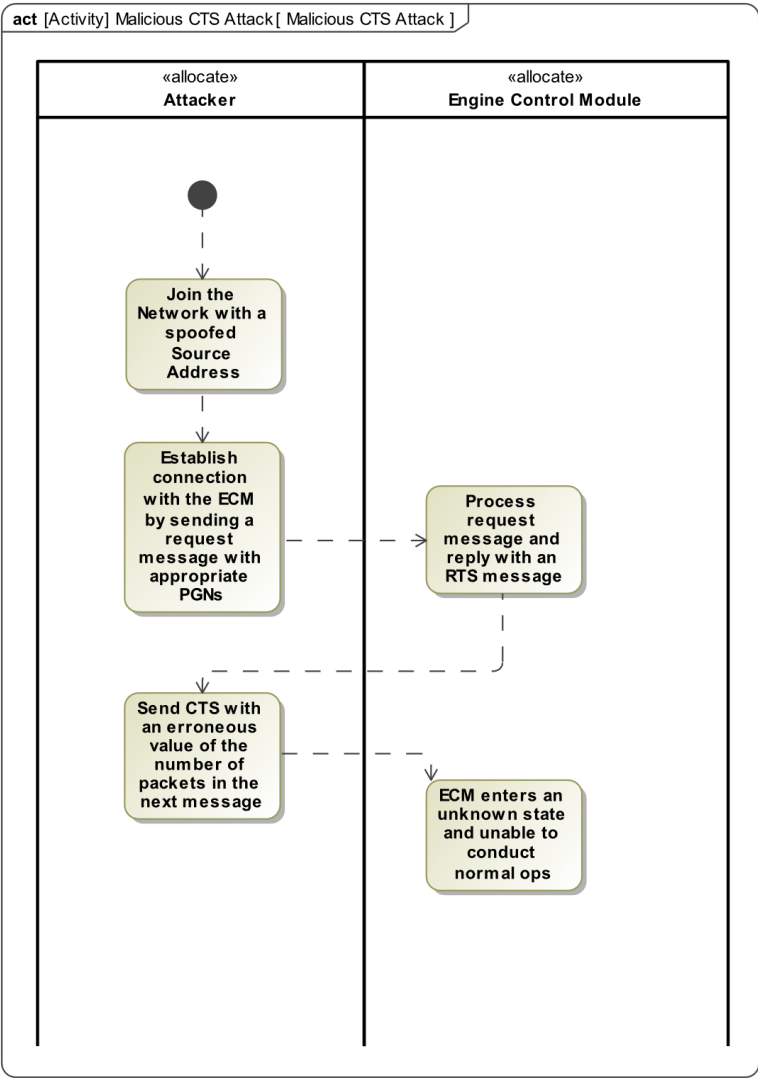 act [Activity] Malicious CTS Attack [ Malicious CTS Attack ]
«allocate»
Attacker
«allocate»
Engine Control Module
Join the
Network with a
spoofed
Source
Address
Establish
connection
with the ECM
by sending a
request
message with
appropriate
PGNs
Process
request
message and
reply with an
RTS message
Send CTS with
an erroneous
value of the
number of
packets in the
next message
ECM enters an
unknown state
and unable to
conduct
normal ops